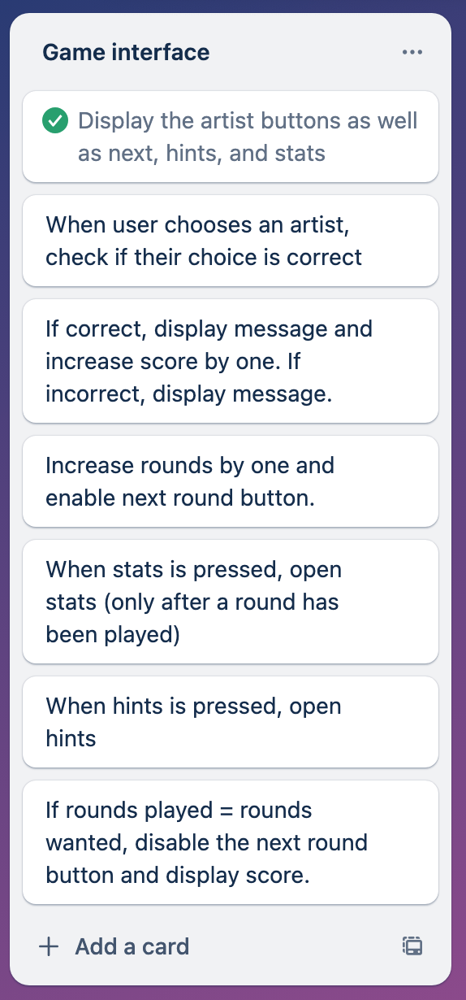 Game interface
Display the artist buttons as well
as next, hints, and stats
When user chooses an artist,
check if their choice is correct
If correct, display message and
increase score by one. If
incorrect, display message.
Increase rounds by one and
enable next round button.
When stats is pressed, open
stats (only after a round has
been played)
When hints is pressed, open
hints
If rounds played = rounds
wanted, disable the next round
button and display score.
+ Add a card